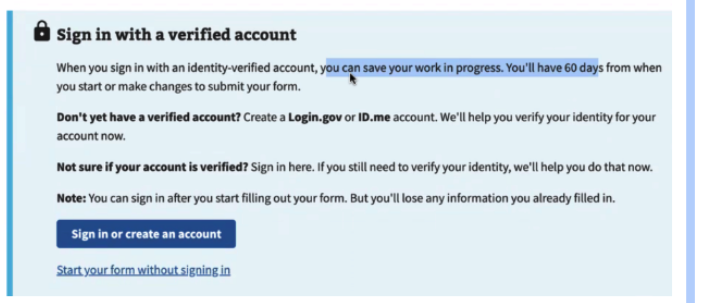 Sign in with a verified account
When you sign in with an identity-verified account, you can save your work in progress. You'll have 60 days from when
you start or make changes to submit your form.
Don't yet have a verified account? Create a Login.gov or ID.me account. We'll help you verify your identity for your
account now.
Not sure if your account is verified? Sign in here. If you still need to verify your identity, we'll help you do that now.
Note: You can sign in after you start filling out your form. But you'll lose any information you already filled in.
Sign in or create an account
Start your form without signing in